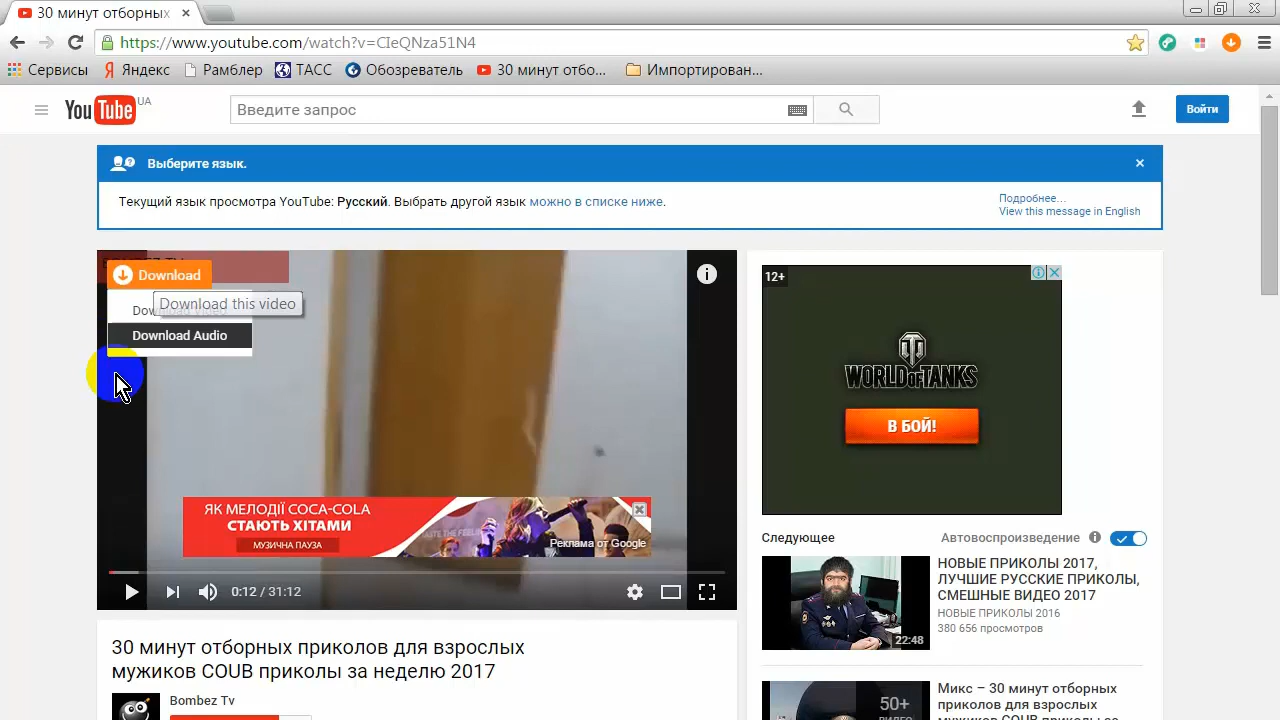 30 минут отборных
https://www.youtube.com/watch?v=CIeQNza51N4
Сервисы
Яндекс
Рамблер
ТАСС
Обозреватель
30 минут отбо...
Импортирован...
YouTube UA
Введите запрос
Войти
Выберите язык.
Текущий язык просмотра YouTube: Русский. Выбрать другой язык можно в списке ниже.
Подробнее...
View this message in English
Download
Download this video
Download Audio
12+
WORLD OF TANKS
В БОЙ!
ЯК МЕЛОДІЇ COCA-COLA
СТАЮТЬ ХІТАМИ
МУЗИЧНА ПАУЗА
Реклама от Google
0:12 / 31:12
Следующее
Автовоспроизведение
НОВЫЕ ПРИКОЛЫ 2017,
ЛУЧШИЕ РУССКИЕ ПРИКОЛЫ,
СМЕШНЫЕ ВИДЕО 2017
НОВЫЕ ПРИКОЛЫ 2016
380 656 просмотров
22:48
30 минут отборных приколов для взрослых
мужиков COUB приколы за неделю 2017
Bombez Tv
50+
Микс – 30 минут отборных
приколов для взрослых